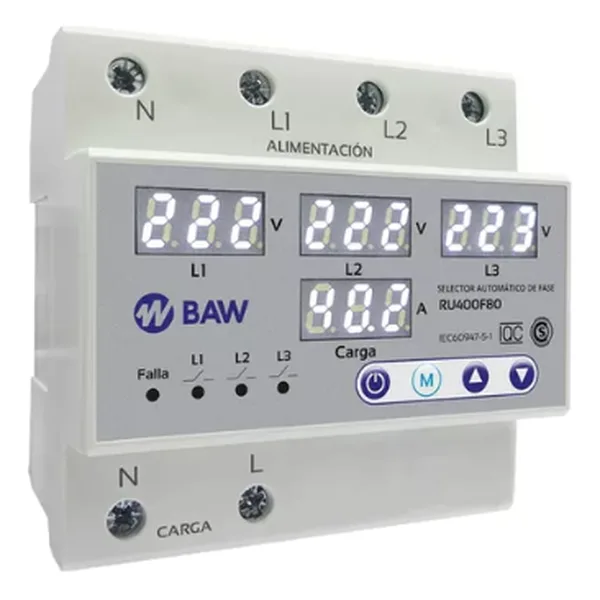 N L1 L2 L3
ALIMENTACIÓN
222 V 222 V 223 V
L1 L2 L3
SELECTOR AUTOMÁTICO DE FASE
RU400F80
BAW
40.2 A
IEC60947-5-1 QC S
Carga
Falla L1 L2 L3
M
N L
CARGA